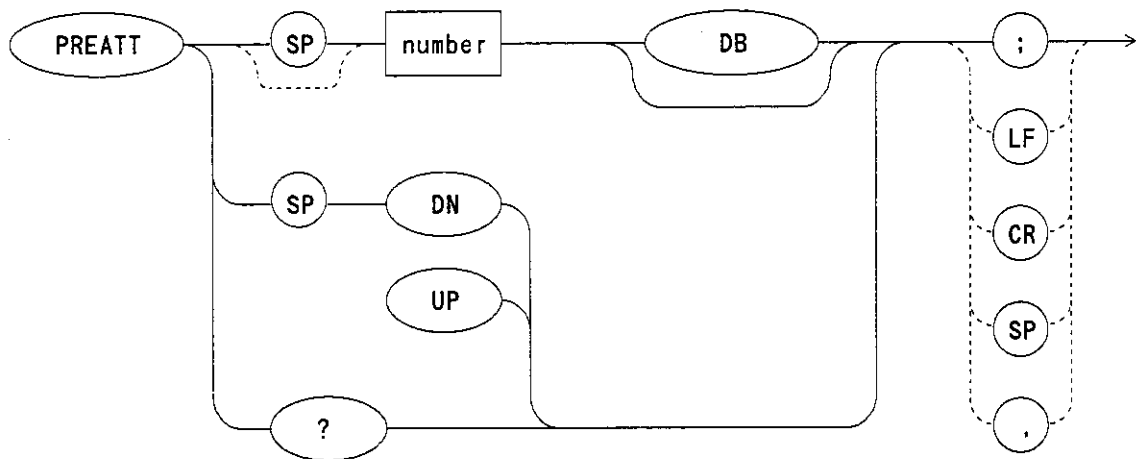 PREATT SP number DB ;
LF
SP DN CR
UP SP
? ,